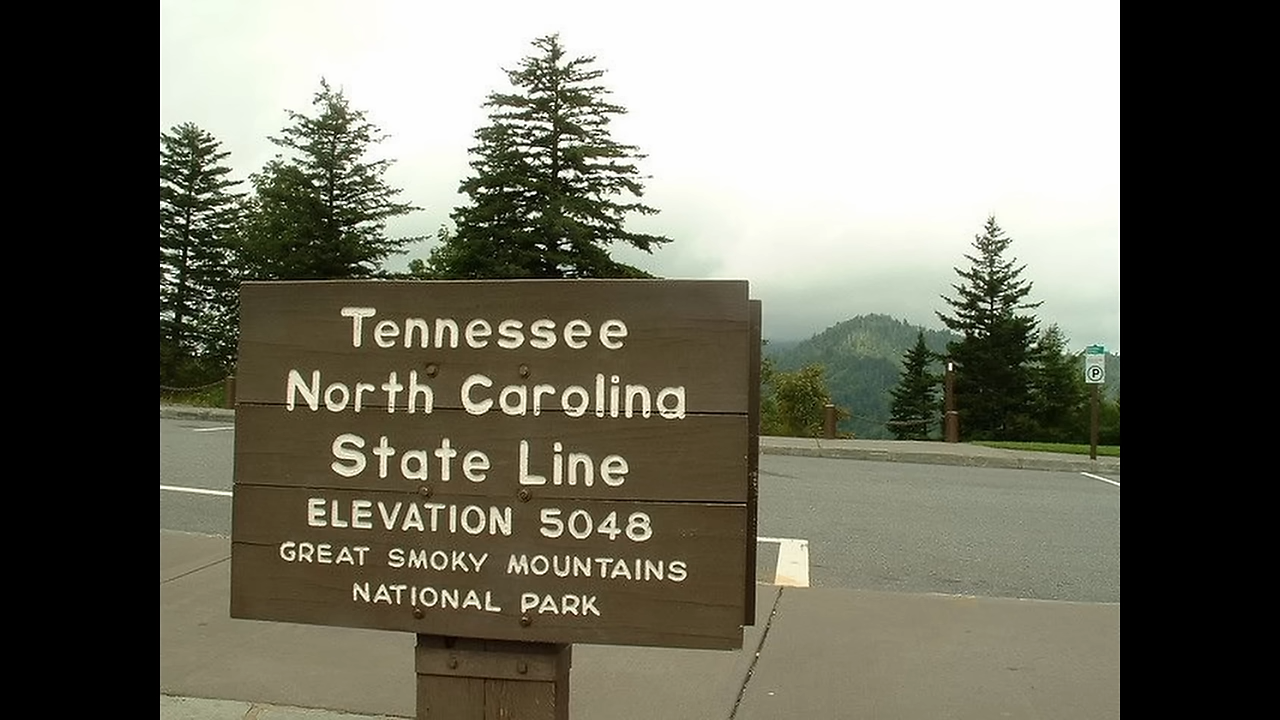 Tennessee
North Carolina
State Line
ELEVATION 5048
GREAT SMOKY MOUNTAINS
NATIONAL PARK
P